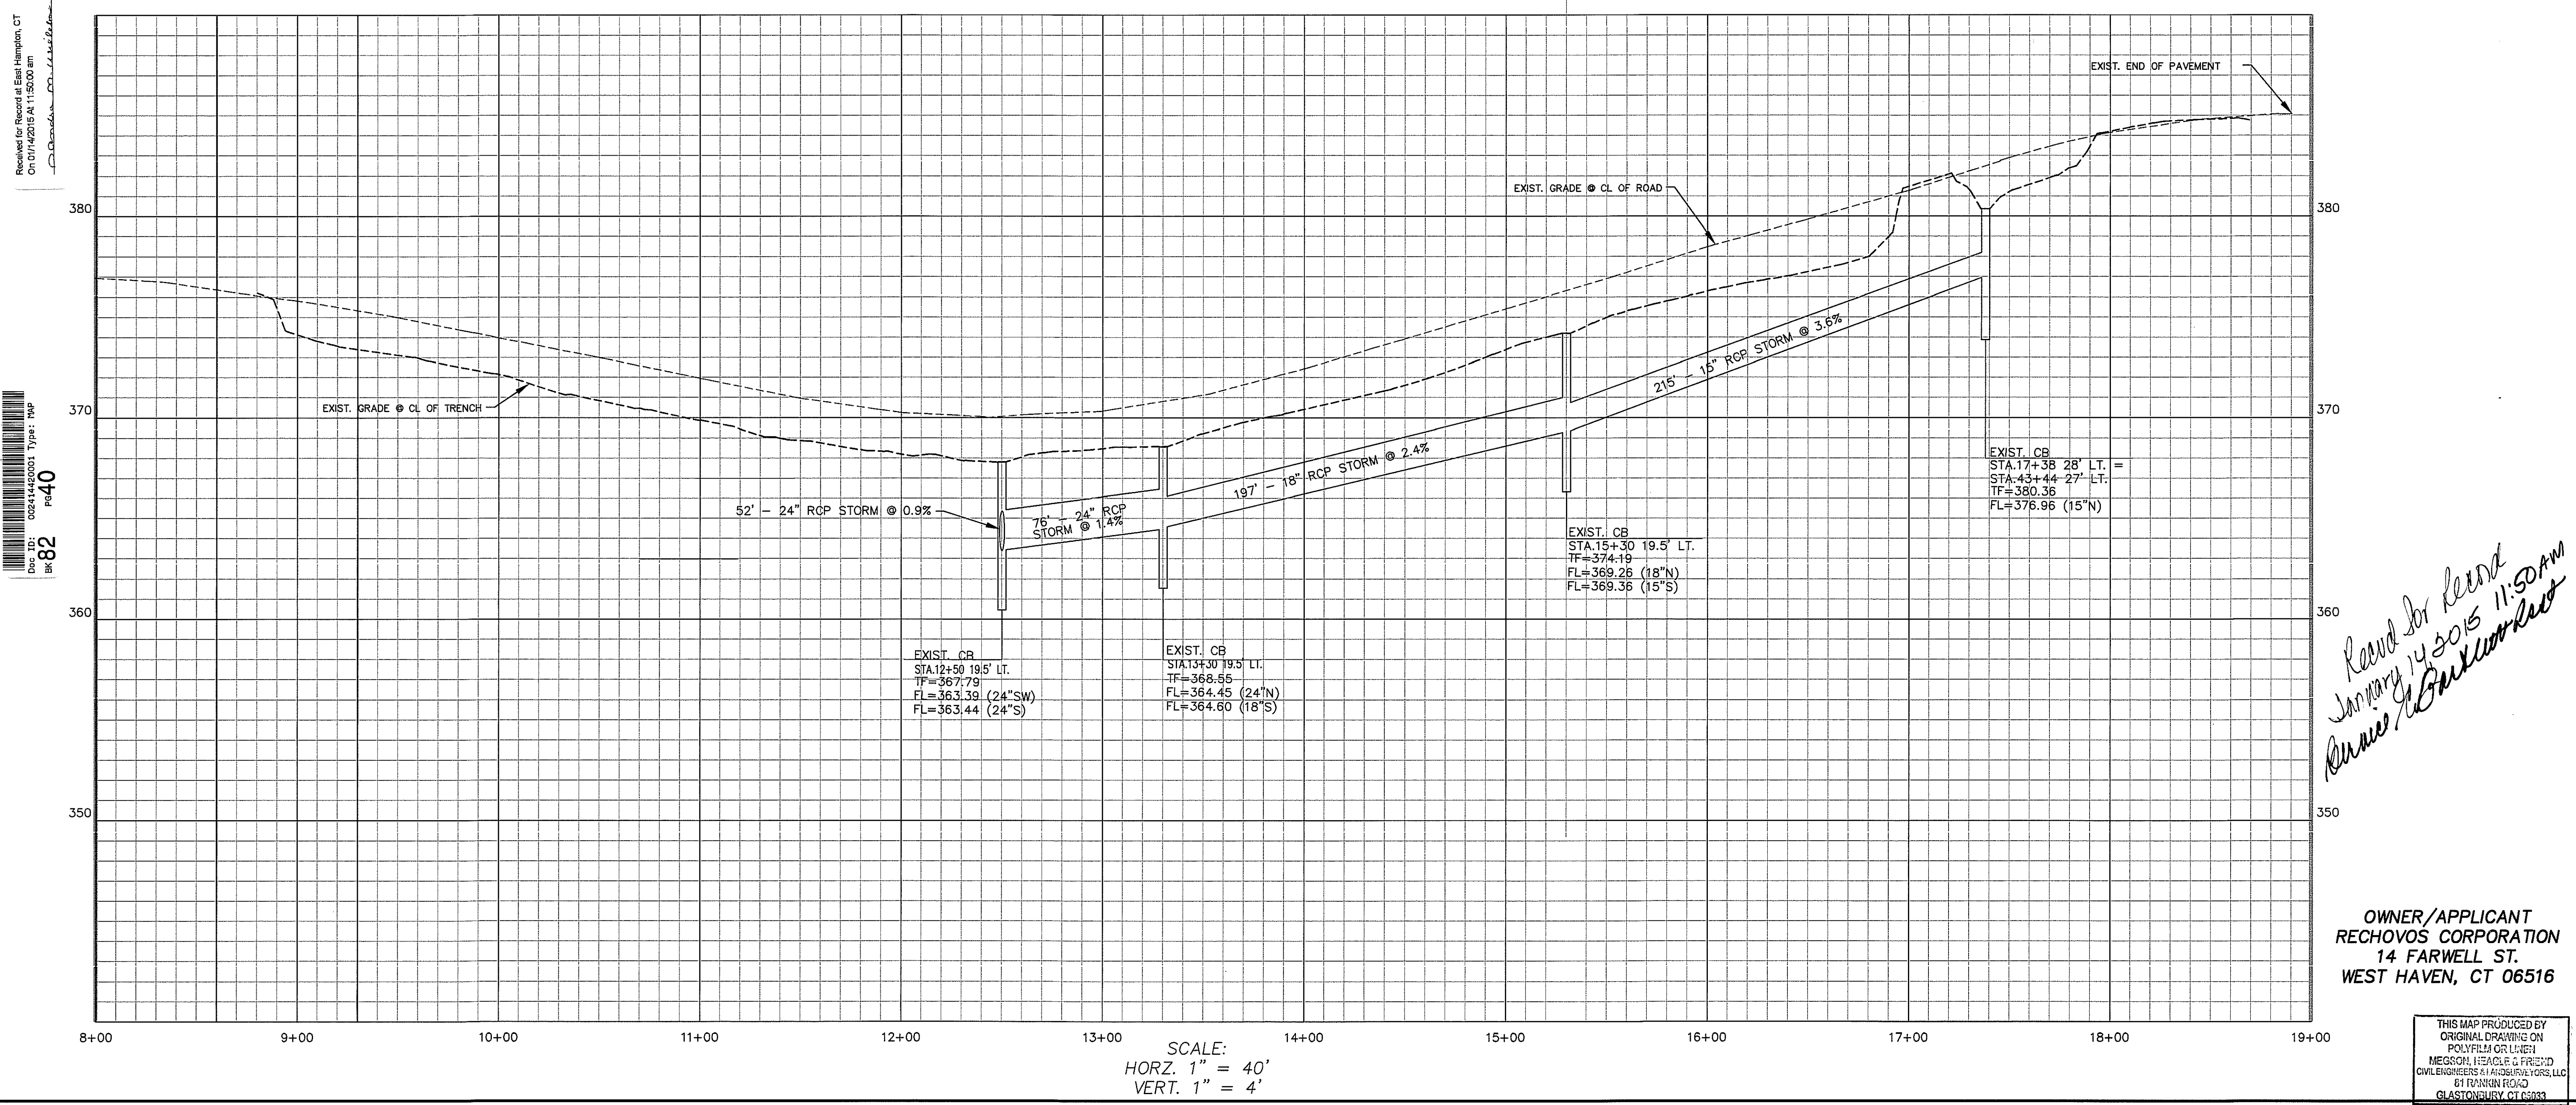 Received for Record at East Hampton, CT
On 01/14/2015 At 11:50:00 am
Doc ID: 002414420001 Type: MAP
BK 82 PG 40
EXIST. END OF PAVEMENT
EXIST. GRADE @ CL OF ROAD
380
380
215' - 15" RCP STORM @ 3.6%
EXIST. GRADE @ CL OF TRENCH
370
370
197' - 18" RCP STORM @ 2.4%
52' - 24" RCP STORM @ 0.9%
76' - 24" RCP
STORM @ 1.4%
EXIST. CB
STA.17+38 28' LT. =
STA.43+44 27' LT.
TF=380.36
FL=376.96 (15"N)
EXIST. CB
STA.15+30 19.5' LT.
TF=374.19
FL=369.26 (18"N)
FL=369.36 (15"S)
360
360
EXIST. CB
STA.12+50 19.5' LT.
TF=367.79
FL=363.39 (24"SW)
FL=363.44 (24"S)
EXIST. CB
STA.13+30 19.5' LT.
TF=368.55
FL=364.45 (24"N)
FL=364.60 (18"S)
Record for Record
January 14, 2015 11:50AM
350
350
OWNER/APPLICANT
RECHOVOS CORPORATION
14 FARWELL ST.
WEST HAVEN, CT 06516
8+00 9+00 10+00 11+00 12+00 13+00 14+00 15+00 16+00 17+00 18+00 19+00
SCALE:
HORZ. 1" = 40'
VERT. 1" = 4'
THIS MAP PRODUCED BY
ORIGINAL DRAWING ON
POLYFILM OR LINEN
MEGSON, HEAGLE & FRIEND
CIVIL ENGINEERS & LAND SURVEYORS, LLC
81 RANKIN ROAD
GLASTONBURY, CT 06033